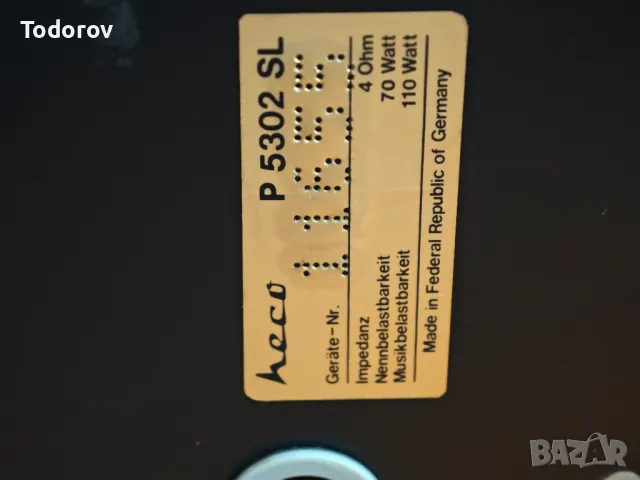 Todorov
heco P 5302 SL
Geräte-Nr.
Impedanz 4 Ohm
Nennbelastbarkeit 70 Watt
Musikbelastbarkeit 110 Watt
Made in Federal Republic of Germany
BAZAR